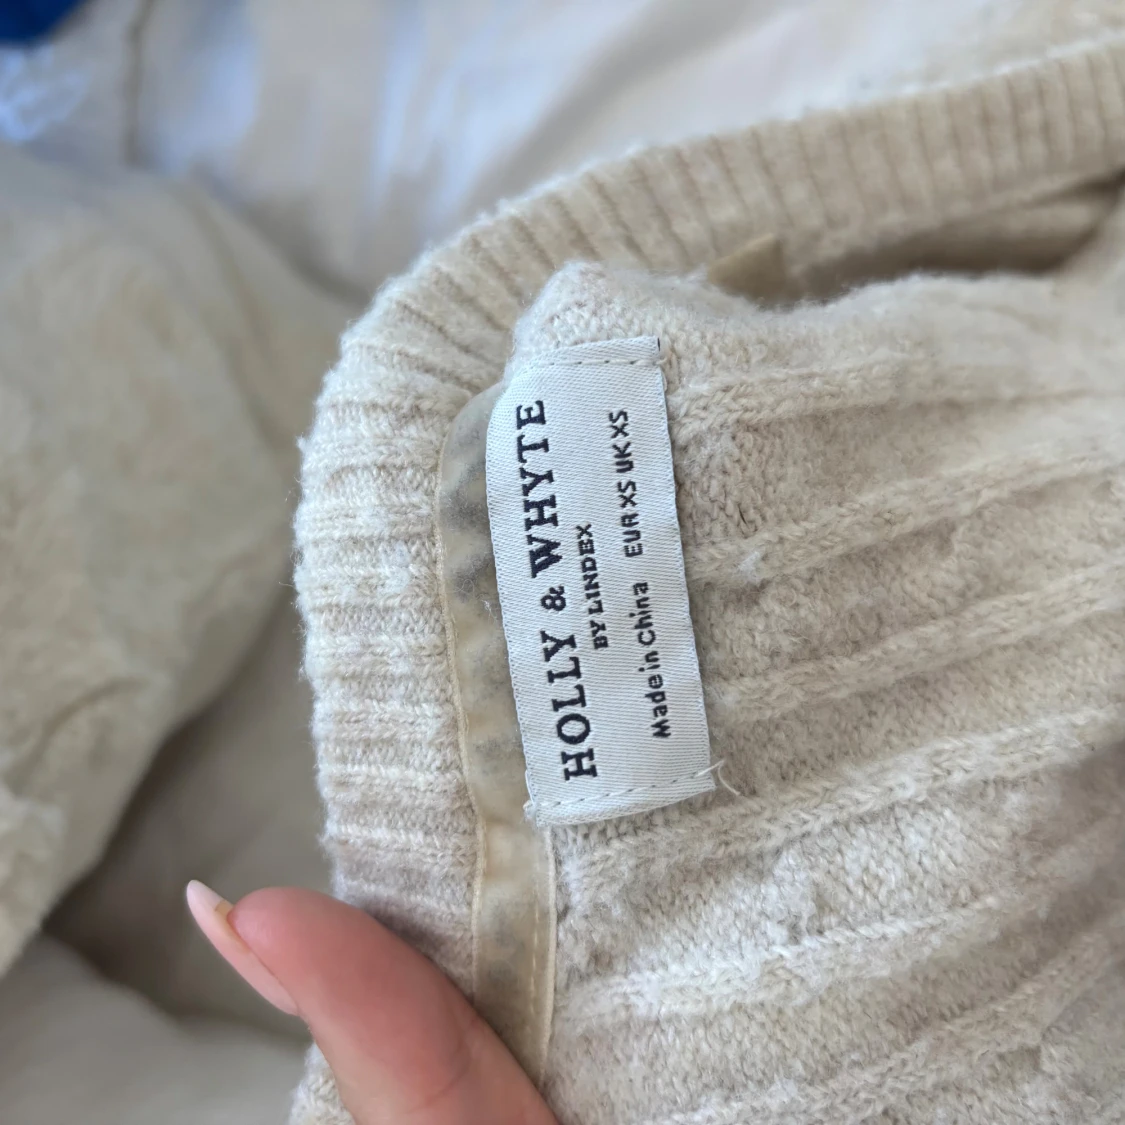 HOLLY & WHYTE
BY LINDEX
Made in China EUR XS UK XS